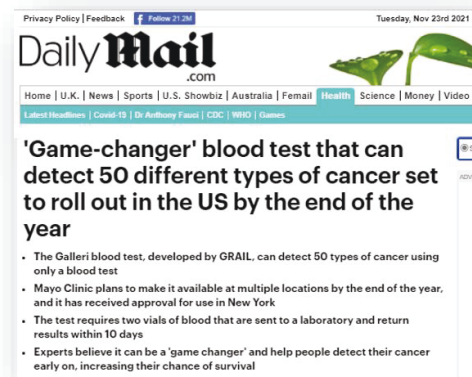 Privacy Policy | Feedback
Follow 21.2M
Tuesday, Nov 23rd 2021
Daily Mail
.com
Home | U.K. | News | Sports | U.S. Showbiz | Australia | Femail Health Science | Money | Video
Latest Headlines | Covid-19 | Dr Anthony Fauci | CDC | WHO | Games
'Game-changer' blood test that can
detect 50 different types of cancer set
to roll out in the US by the end of the
year
• The Galleri blood test, developed by GRAIL, can detect 50 types of cancer using
only a blood test
• Mayo Clinic plans to make it available at multiple locations by the end of the year,
and it has received approval for use in New York
• The test requires two vials of blood that are sent to a laboratory and return
results within 10 days
• Experts believe it can be a 'game changer' and help people detect their cancer
early on, increasing their chance of survival